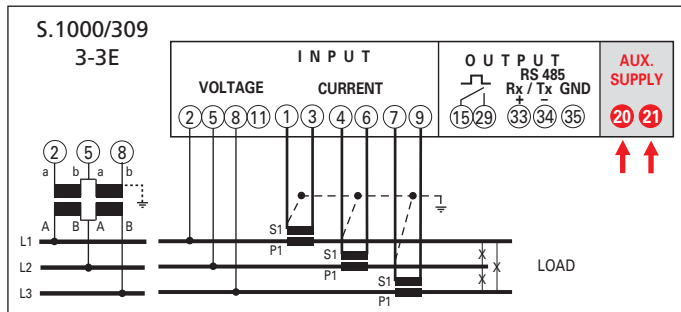 S.1000/309
3-3E
INPUT
VOLTAGE CURRENT
2 5 8 11 1 3 4 6 7 9
OUTPUT
RS 485
Rx / Tx GND
+ −
15 29 33 34 35
AUX.
SUPPLY
20 21
2 5 8
a b a b
A B A B
L1
L2
L3
S1
P1
S1
P1
S1
P1
X
X
X
LOAD